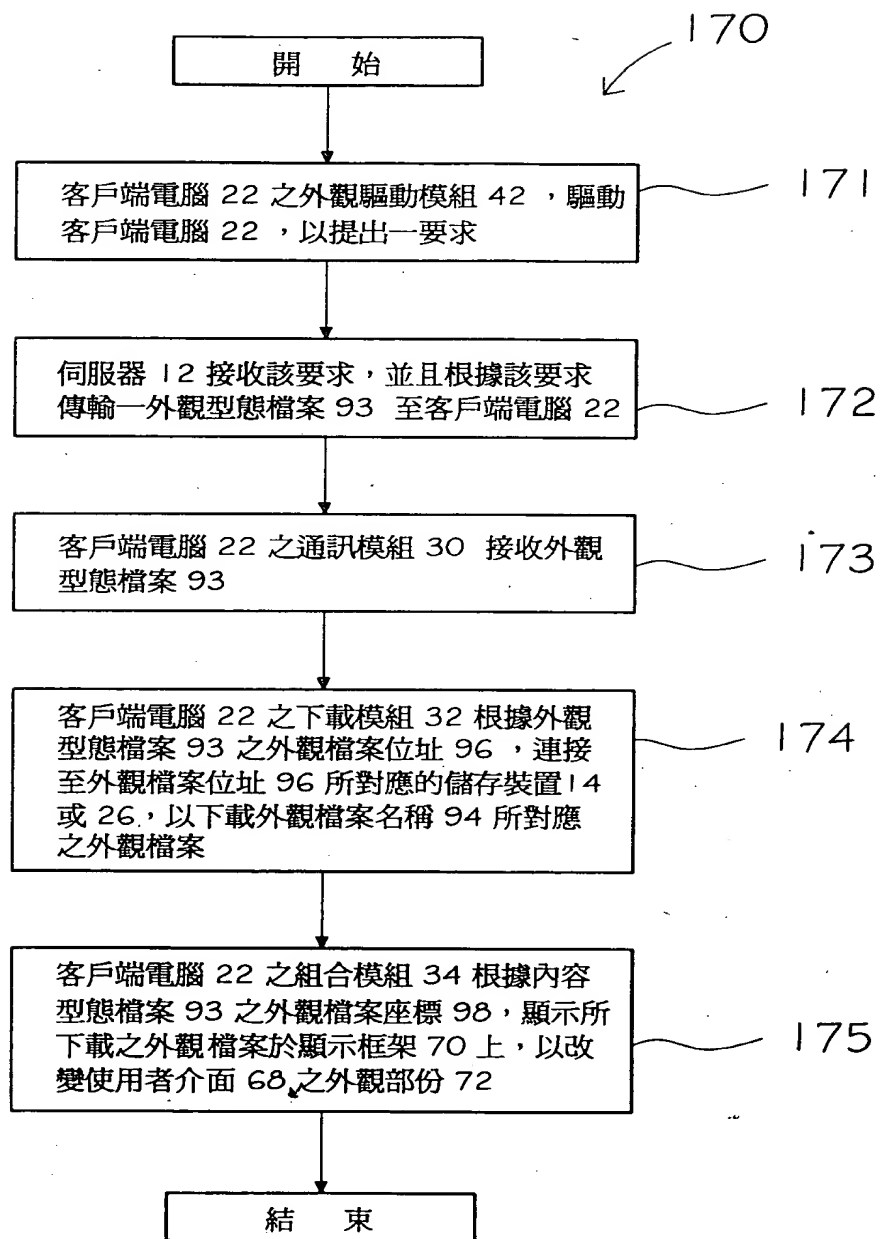 170
開 始
客戶端電腦 22 之外觀驅動模組 42 ，驅動
客戶端電腦 22 ，以提出一要求
171
伺服器 12 接收該要求，並且根據該要求
傳輸一外觀型態檔案 93 至客戶端電腦 22
172
客戶端電腦 22 之通訊模組 30 接收外觀
型態檔案 93
173
客戶端電腦 22 之下載模組 32 根據外觀
型態檔案 93 之外觀檔案位址 96 ，連接
至外觀檔案位址 96 所對應的儲存裝置14
或 26，以下載外觀檔案名稱 94 所對應
之外觀檔案
174
客戶端電腦 22 之組合模組 34 根據內容
型態檔案 93 之外觀檔案座標 98，顯示所
下載之外觀檔案於顯示框架 70 上，以改
變使用者介面 68 之外觀部份 72
175
結 束